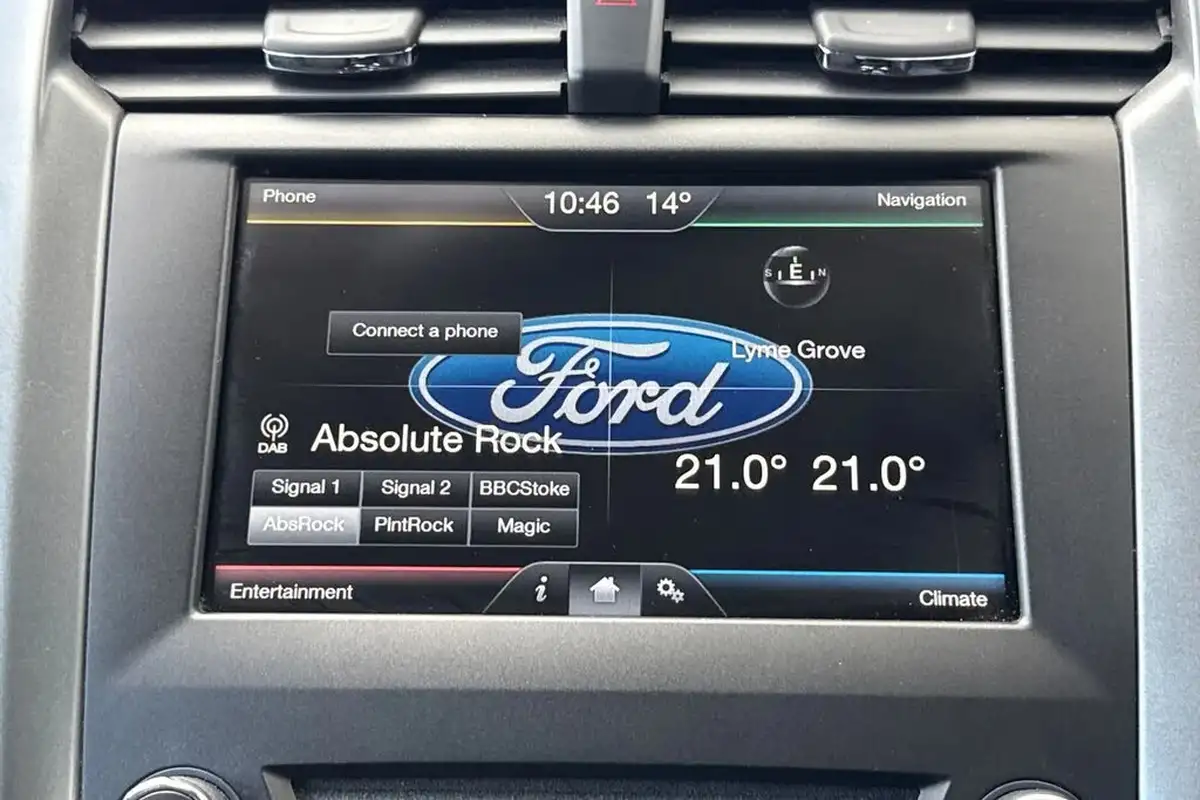 Phone
10:46 14°
Navigation
S E N
Connect a phone
Ford
Lyme Grove
DAB
Absolute Rock
21.0° 21.0°
Signal 1 Signal 2 BBCStoke
AbsRock PlntRock Magic
Entertainment
i
Climate